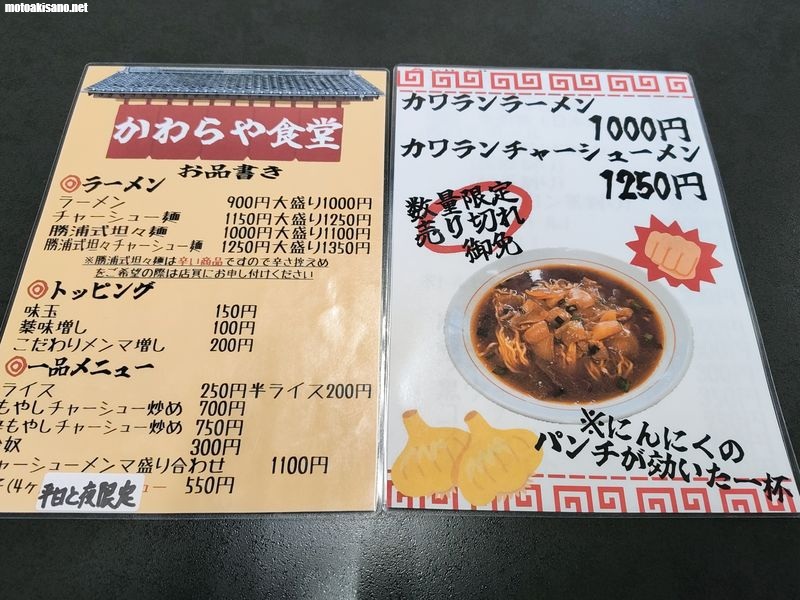 motoakisano.net
かわらや食堂
お品書き
◎ラーメン
ラーメン 900円大盛り1000円
チャーシュー麺 1150円大盛り1250円
勝浦式坦々麺 1000円大盛り1100円
勝浦式坦々チャーシュー麺 1250円大盛り1350円
※勝浦式坦々麺は辛い商品ですので辛さ控えめ
をご希望の際は店員にお申し付けください
◎トッピング
味玉 150円
薬味増し 100円
こだわりメンマ増し 200円
◎一品メニュー
ライス 250円半ライス200円
もやしチャーシュー炒め 700円
もやしチャーシュー炒め 750円
奴 300円
ャーシューメンマ盛り合わせ 1100円
(4ケ ュー 550円
平日と夜限定
カワランラーメン
1000円
カワランチャーシューメン
1250円
数量限定
売り切れ
御免
※にんにくの
パンチが効いた一杯